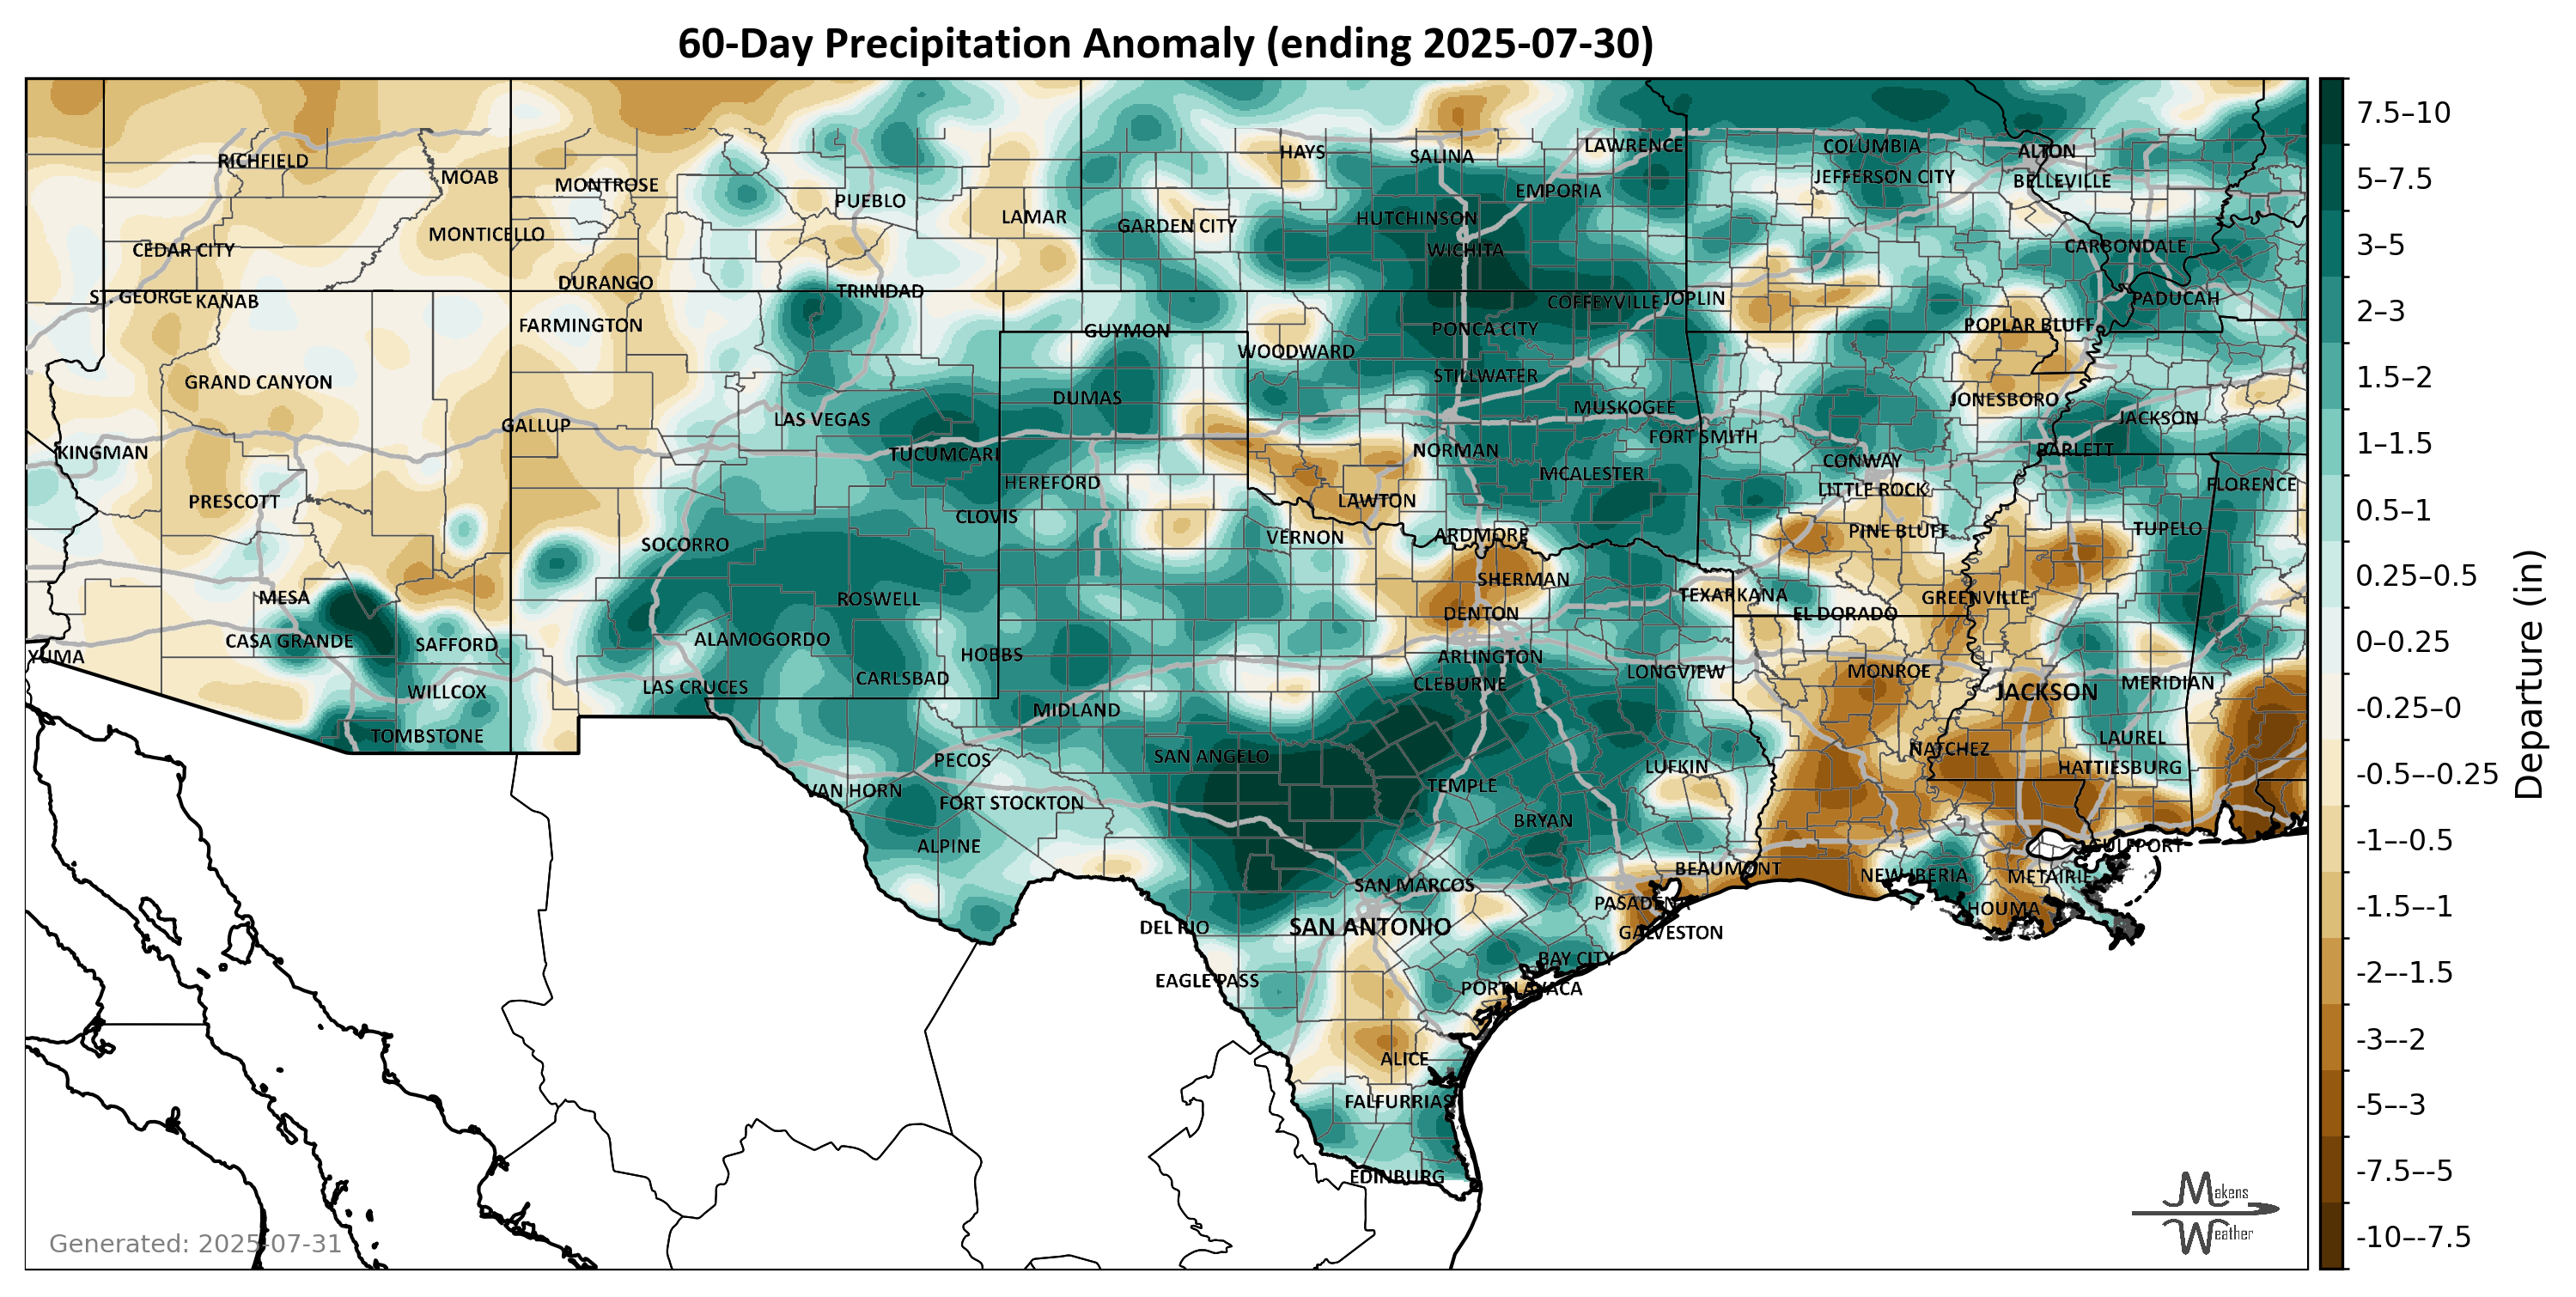 60-Day Precipitation Anomaly (ending 2025-07-30)
RICHFIELD
MOAB
MONTROSE
PUEBLO
LAMAR
HAYS
SALINA
LAWRENCE
COLUMBIA
ALTON
JEFFERSON CITY
BELLEVILLE
EMPORIA
GARDEN CITY
HUTCHINSON
WICHITA
CEDAR CITY
MONTICELLO
CARBONDALE
DURANGO
TRINIDAD
ST. GEORGE
KANAB
FARMINGTON
GUYMON
COFFEYVILLE
JOPLIN
PADUCAH
PONCA CITY
POPLAR BLUFF
WOODWARD
STILLWATER
GRAND CANYON
DUMAS
MUSKOGEE
JONESBORO
GALLUP
LAS VEGAS
JACKSON
KINGMAN
TUCUMCARI
NORMAN
FORT SMITH
BARLETT
HEREFORD
MCALESTER
CONWAY
LITTLE ROCK
FLORENCE
PRESCOTT
LAWTON
CLOVIS
SOCORRO
VERNON
ARDMORE
PINE BLUFF
TUPELO
MESA
ROSWELL
SHERMAN
DENTON
TEXARKANA
EL DORADO
GREENVILLE
CASA GRANDE
SAFFORD
ALAMOGORDO
HOBBS
ARLINGTON
YUMA
WILLCOX
LAS CRUCES
CARLSBAD
CLEBURNE
LONGVIEW
MONROE
JACKSON
MERIDIAN
MIDLAND
TOMBSTONE
PECOS
SAN ANGELO
NATCHEZ
LAUREL
VAN HORN
FORT STOCKTON
TEMPLE
LUFKIN
HATTIESBURG
ALPINE
BRYAN
GULFPORT
SAN MARCOS
BEAUMONT
NEW IBERIA
METAIRIE
DEL RIO
SAN ANTONIO
PASADENA
GALVESTON
HOUMA
EAGLE PASS
BAY CITY
PORT LAVACA
ALICE
FALFURRIAS
EDINBURG
Generated: 2025-07-31
Makens
Weather
7.5–10
5–7.5
3–5
2–3
1.5–2
1–1.5
0.5–1
0.25–0.5
0–0.25
-0.25–0
-0.5–-0.25
-1–-0.5
-1.5–-1
-2–-1.5
-3–-2
-5–-3
-7.5–-5
-10–-7.5
Departure (in)